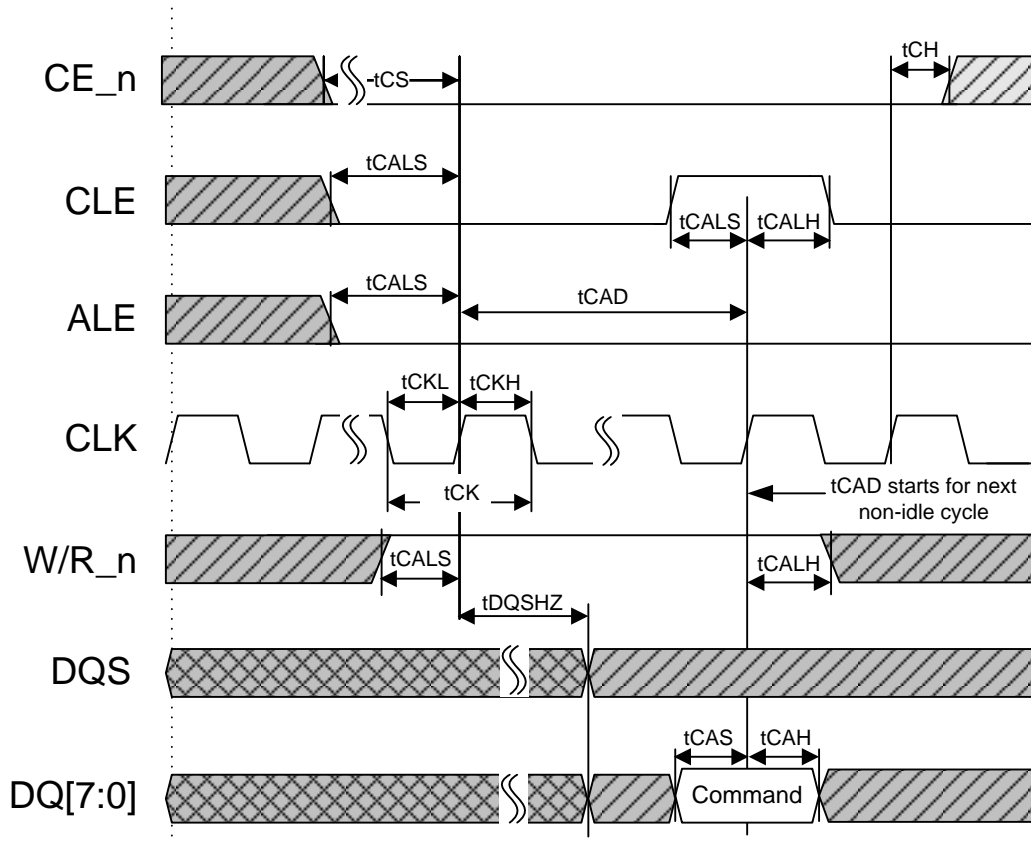 tCH
CE_n
tCS
tCALS
CLE
tCALS
tCALH
tCALS
ALE
tCAD
tCKL
tCKH
CLK
tCK
tCAD starts for next
non-idle cycle
W/R_n
tCALS
tCALH
tDQSHZ
DQS
tCAS
tCAH
DQ[7:0]
Command